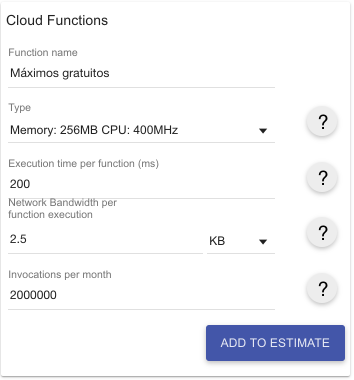 Cloud Functions
Function name
Máximos gratuitos
Type
Memory: 256MB CPU: 400MHz
?
Execution time per function (ms)
200
?
Network Bandwidth per
function execution
2.5
KB
?
Invocations per month
2000000
?
ADD TO ESTIMATE